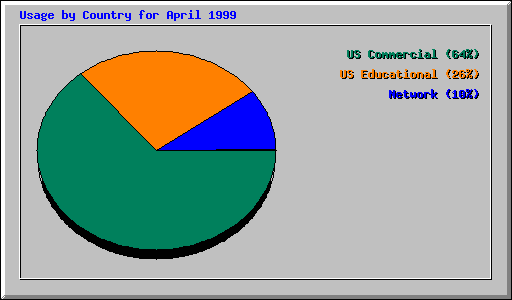 Usage by Country for April 1999
US Commercial (64%)
US Educational (26%)
Network (10%)